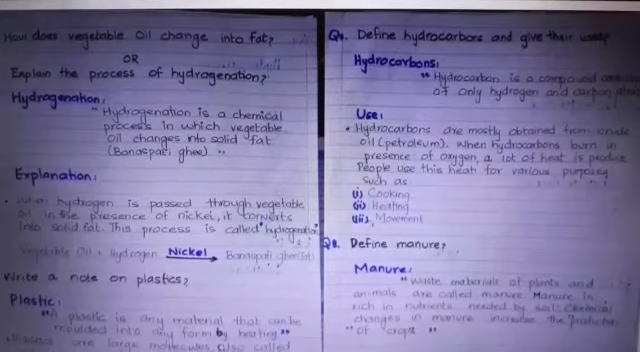 How does vegetable Oil change into fat?
OR
Explain the process of hydrogenation?
Hydrogenation:
"Hydrogenation is a chemical
process in which vegetable
oil changes into solid fat
(Banaspati ghee)"
Explanation:
• When hydrogen is passed through vegetable
oil in the presence of nickel, it converts
into solid fat. This process is called "hydrogenation"
Vegetable Oil + Hydrogen Nickel Banaspati ghee(fat)
Write a note on plastics?
Plastic:
"A plastic is any material that can be
moulded into any form by heating"
Plastics are large molecules. also called
Define hydrocarbons and give their uses?
Hydrocarbons:
"Hydrocarbon is a compound
of only hydrogen and carbon
Use:
• Hydrocarbons are mostly obtained from crude
oil (petroleum). When hydrocarbons burn in
presence of oxygen, a lot of heat is produce
People use this heat for various purposes
Such as
(i) Cooking
(ii) Heating
(iii) Movement
Q8. Define manure?
Manure:
"Waste materials of plants and
animals are called manure. Manure is
rich in nutrients needed by soil. Chemical
changes in manure increase the production
"of crops"